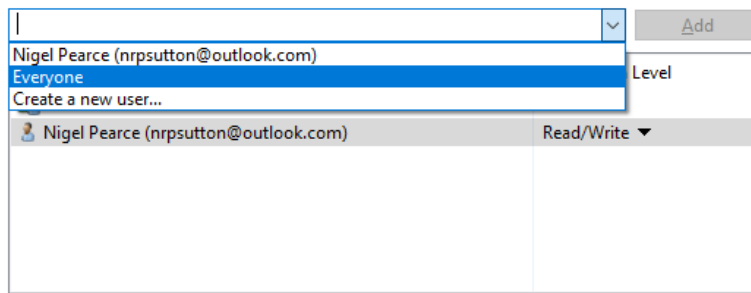 Add
Nigel Pearce (nrpsutton@outlook.com)
Everyone
Level
Create a new user...
Nigel Pearce (nrpsutton@outlook.com) Read/Write